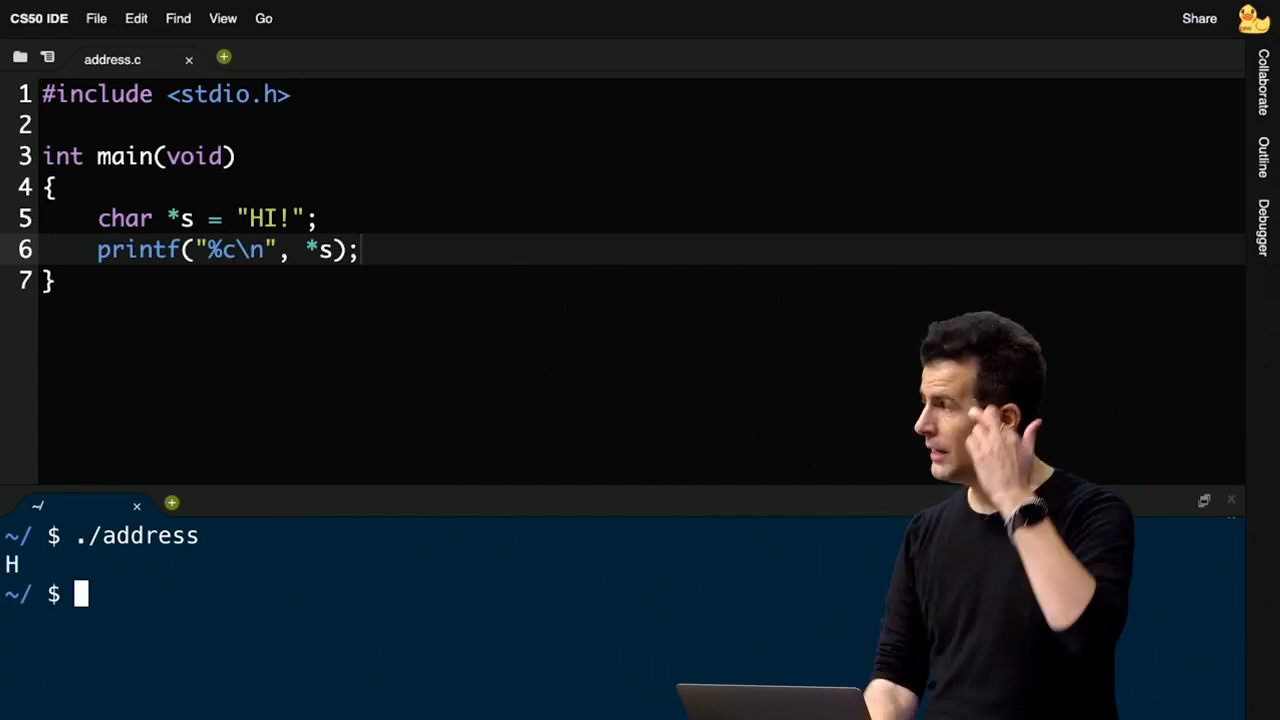 CS50 IDE File Edit Find View Go Share
address.c
1 #include <stdio.h>
2
3 int main(void)
4 {
5     char *s = "HI!";
6     printf("%c\n", *s);
7 }
Collaborate
Outline
Debugger
~/
~/ $ ./address
H
~/ $